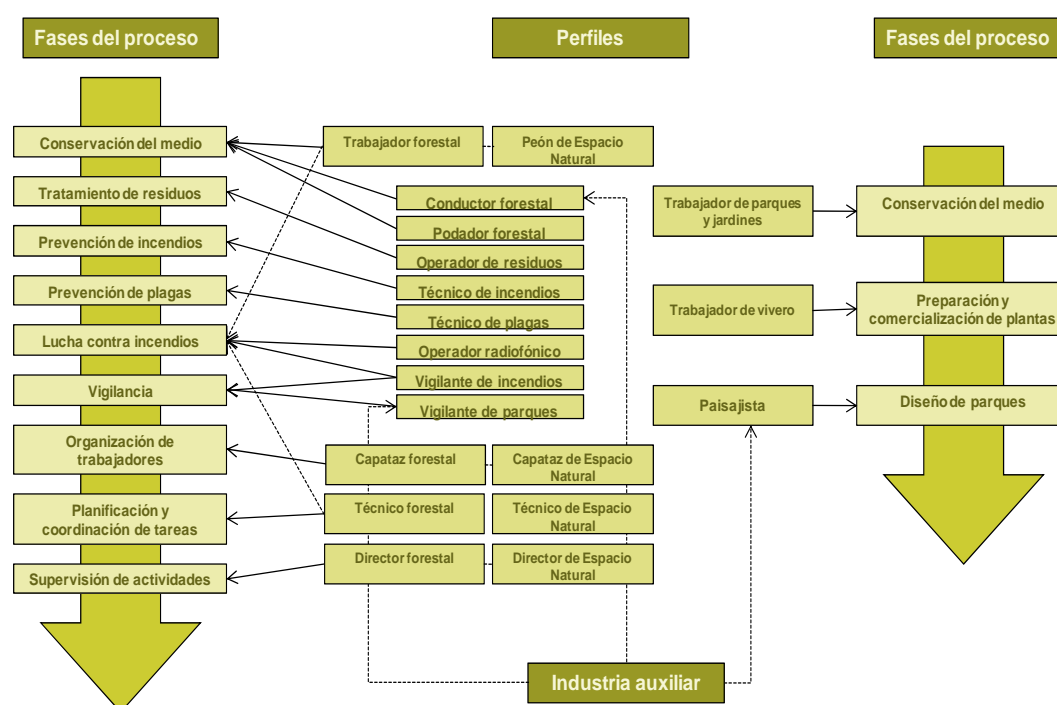 Fases del proceso
Perfiles
Fases del proceso
Conservación del medio
Tratamiento de residuos
Prevención de incendios
Prevención de plagas
Lucha contra incendios
Vigilancia
Organización de
trabajadores
Planificación y
coordinación de tareas
Supervisión de actividades
Trabajador forestal
Peón de Espacio
Natural
Conductor forestal
Podador forestal
Operador de residuos
Técnico de incendios
Técnico de plagas
Operador radiofónico
Vigilante de incendios
Vigilante de parques
Capataz forestal
Capataz de Espacio
Natural
Técnico forestal
Técnico de Espacio
Natural
Director forestal
Director de Espacio
Natural
Industria auxiliar
Trabajador de parques
y jardines
Trabajador de vivero
Paisajista
Conservación del medio
Preparación y
comercialización de plantas
Diseño de parques